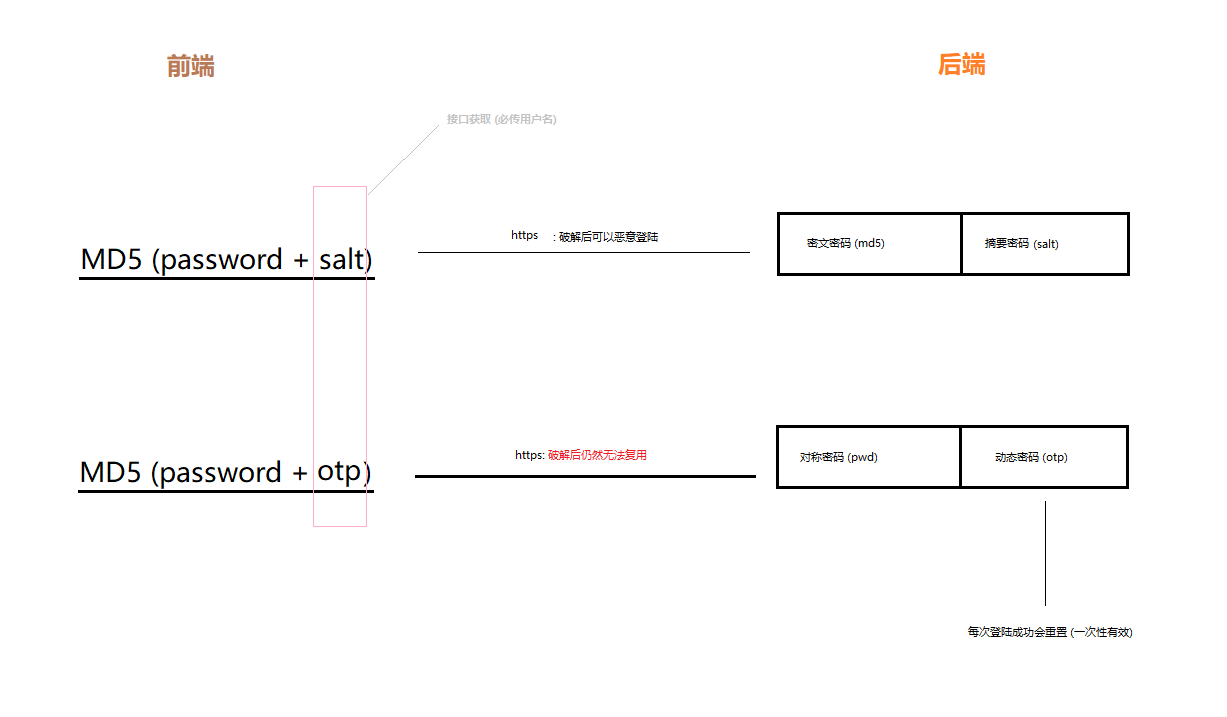 前端
后端
接口获取 (必传用户名)
MD5 (password + salt)
https : 破解后可以恶意登陆
密文密码 (md5)
摘要密码 (salt)
MD5 (password + otp)
https: 破解后仍然无法复用
对称密码 (pwd)
动态密码 (otp)
每次登陆成功会重置 (一次性有效)